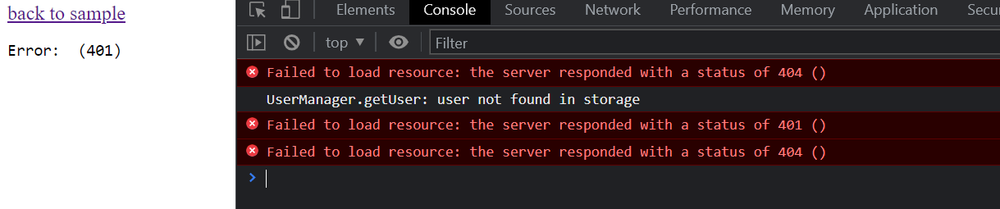 back to sample
Error:  (401)
Elements Console Sources Network Performance Memory Application Secu
top ▼ Filter
Failed to load resource: the server responded with a status of 404 ()
UserManager.getUser: user not found in storage
Failed to load resource: the server responded with a status of 401 ()
Failed to load resource: the server responded with a status of 404 ()
>